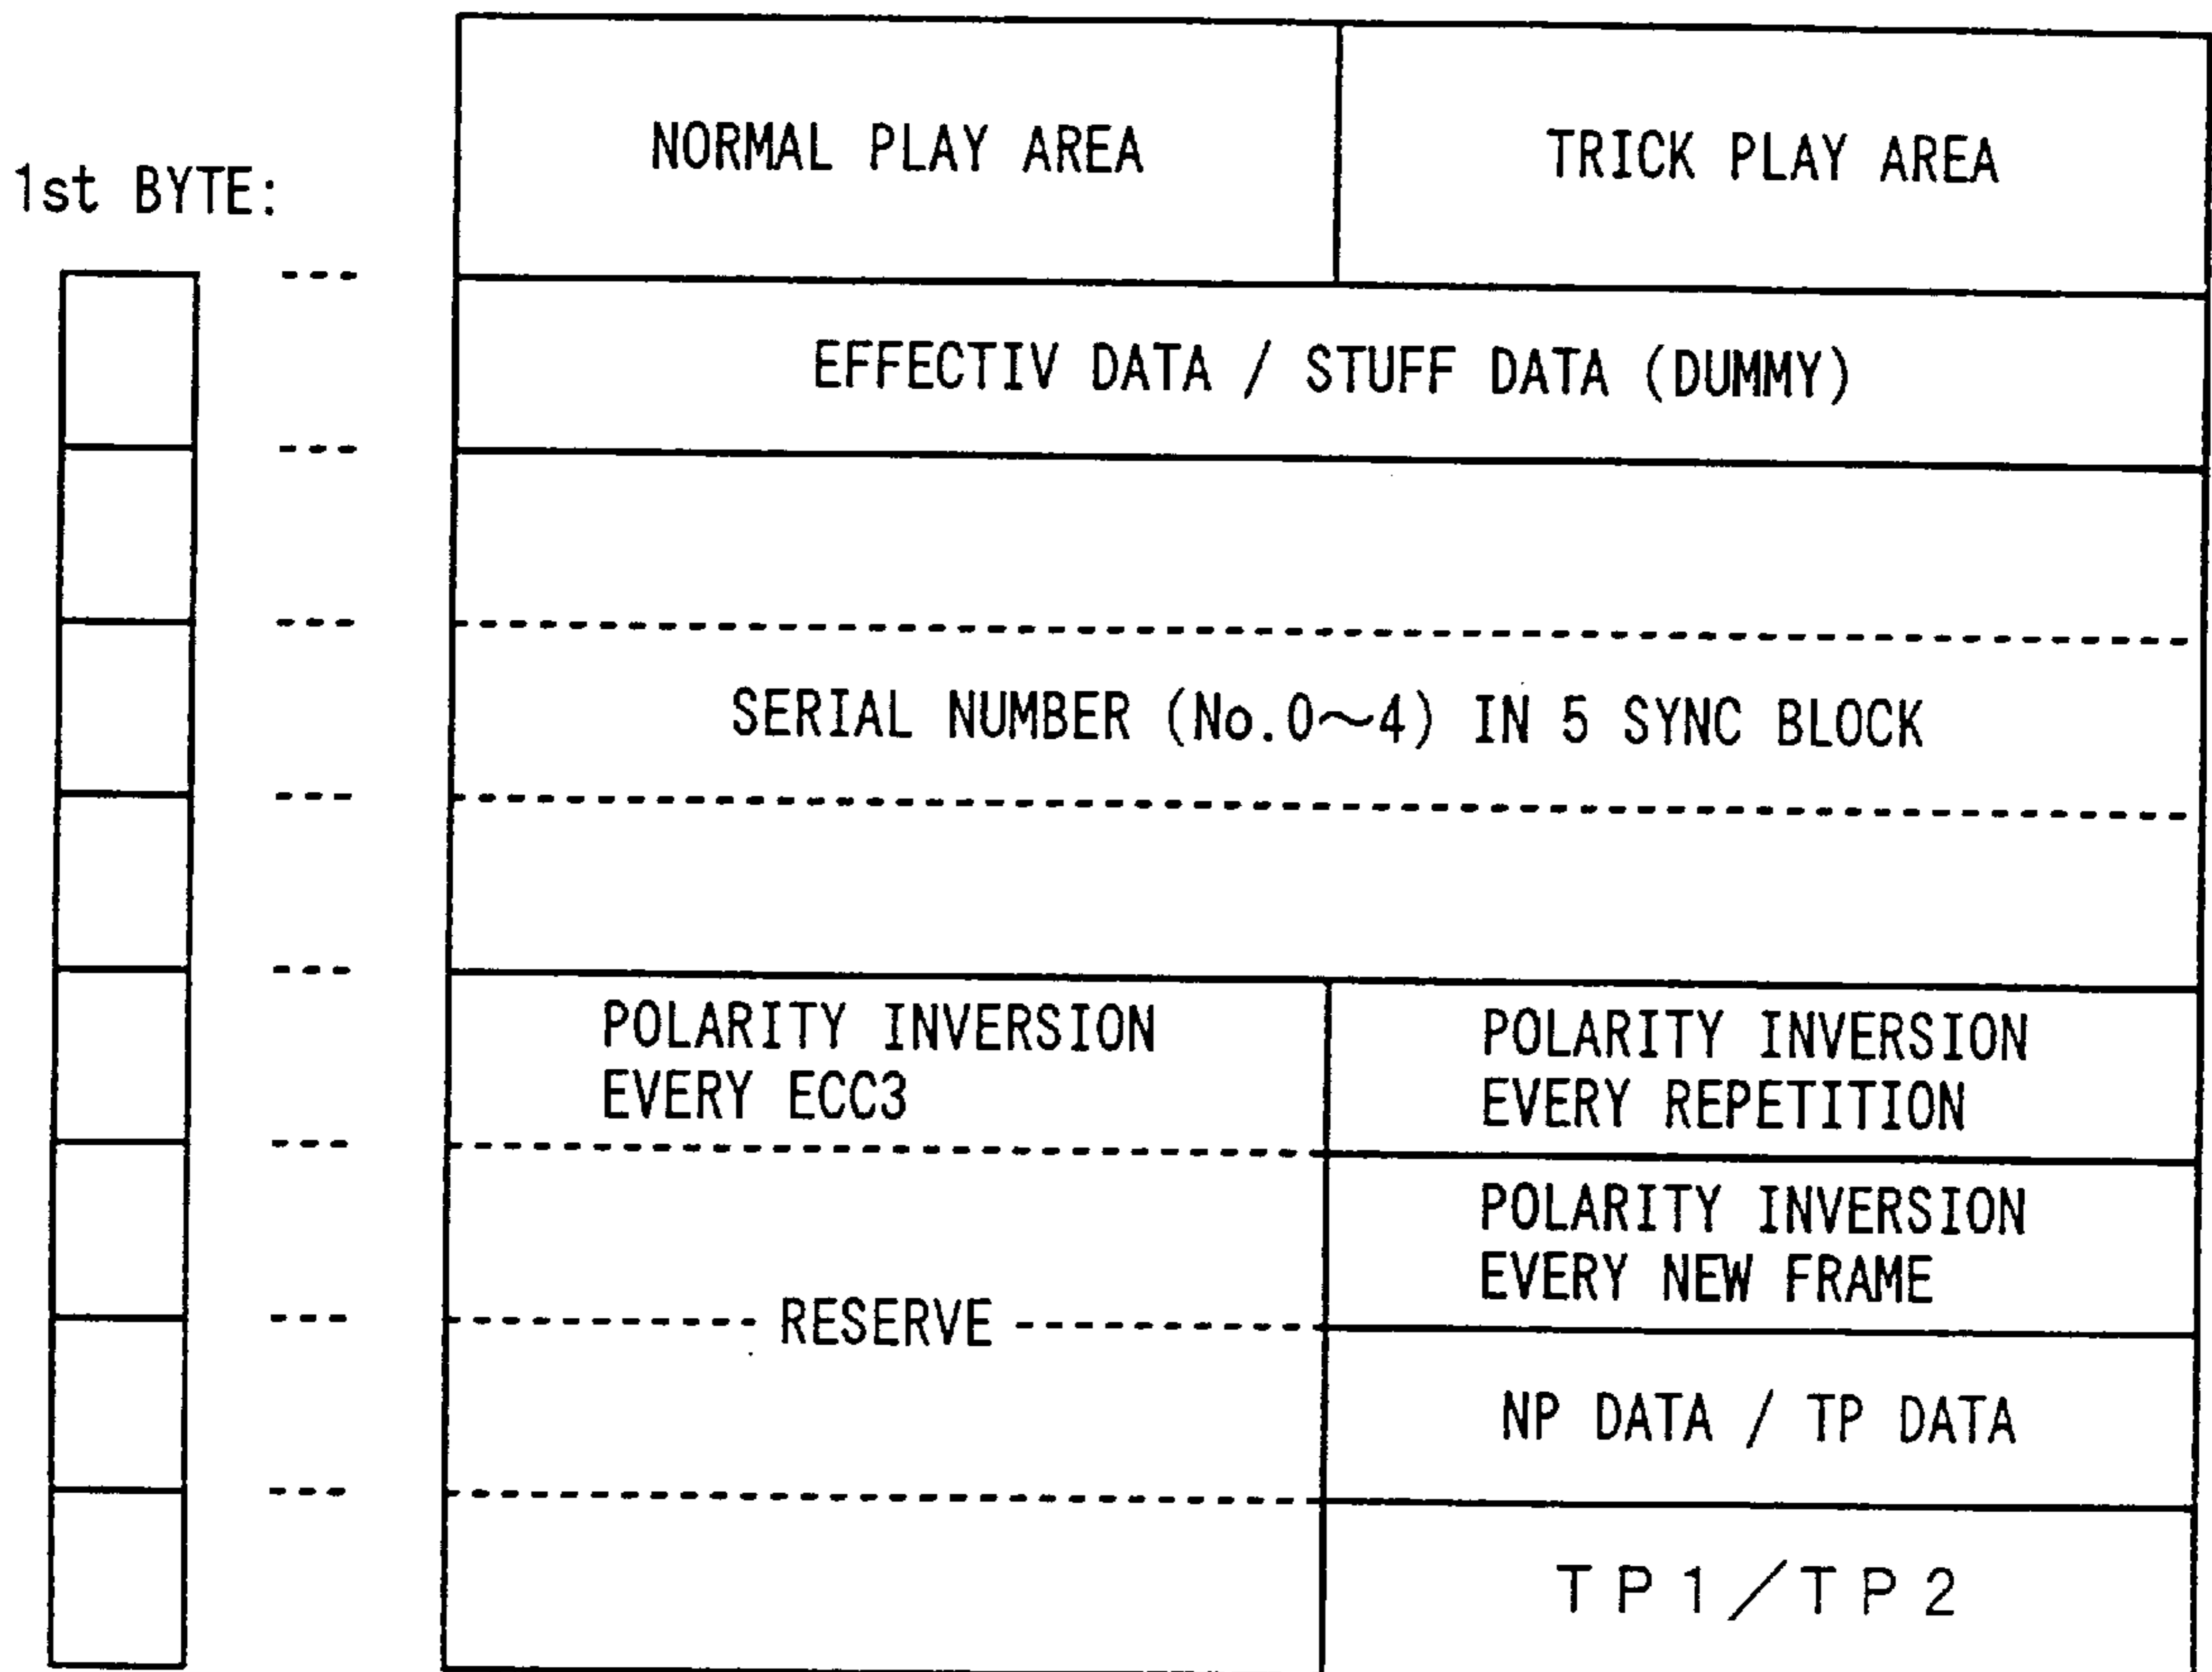 1st BYTE:
NORMAL PLAY AREA
TRICK PLAY AREA
EFFECTIV DATA / STUFF DATA (DUMMY)
SERIAL NUMBER (No.0～4) IN 5 SYNC BLOCK
POLARITY INVERSION
EVERY ECC3
POLARITY INVERSION
EVERY REPETITION
POLARITY INVERSION
EVERY NEW FRAME
RESERVE
NP DATA / TP DATA
TP1／TP2